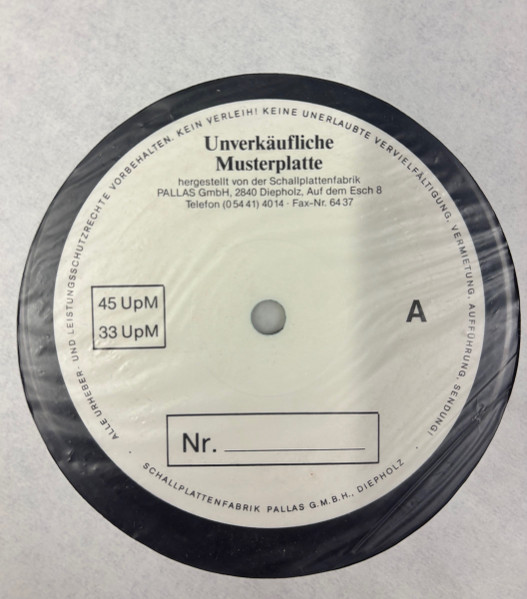 ALLE URHEBER- UND LEISTUNGSSCHUTZRECHTE VORBEHALTEN. KEIN VERLEIH! KEINE UNERLAUBTE VERVIELFÄLTIGUNG, VERMIETUNG, AUFFÜHRUNG, SENDUNG!
Unverkäufliche
Musterplatte
hergestellt von der Schallplattenfabrik
PALLAS GmbH, 2840 Diepholz, Auf dem Esch 8
Telefon (0 54 41) 40 14 · Fax-Nr. 64 37
45 UpM
33 UpM
A
Nr.
SCHALLPLATTENFABRIK PALLAS G.M.B.H., DIEPHOLZ